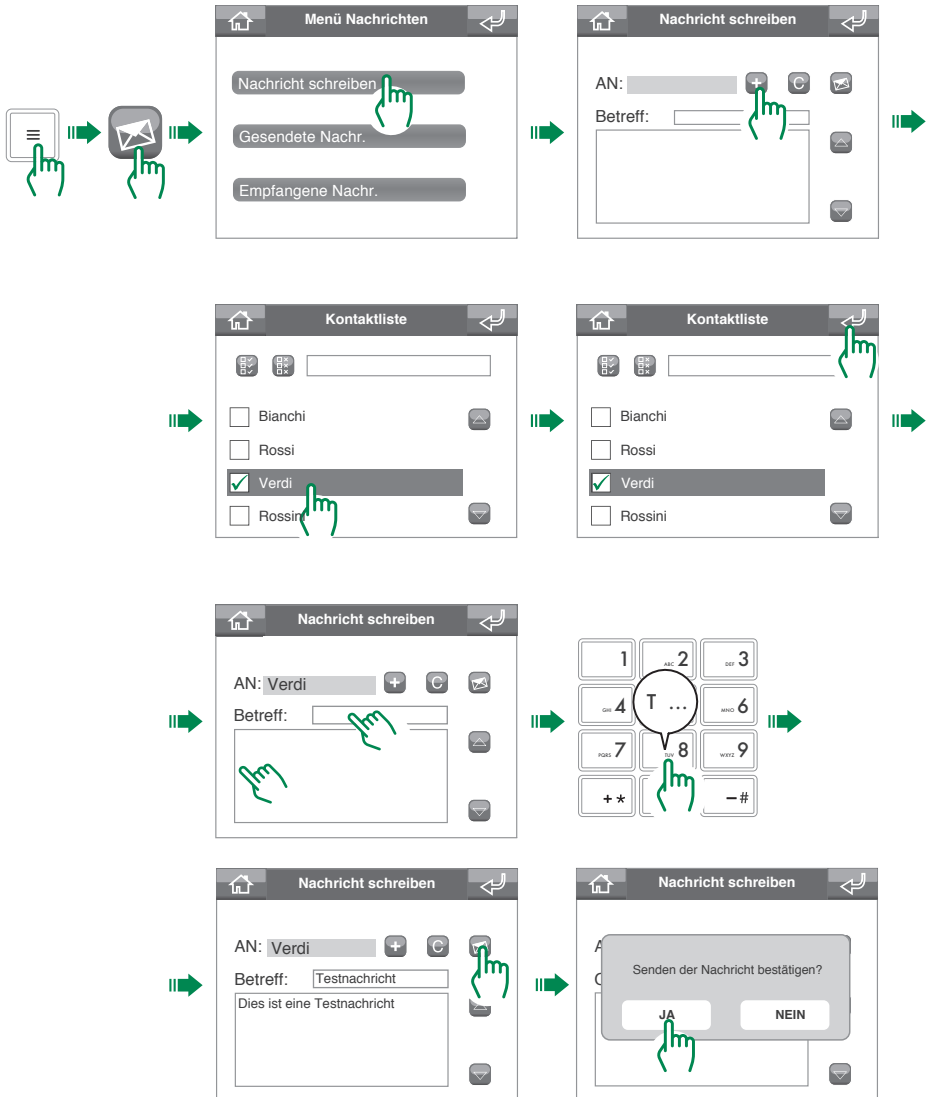 Menü Nachrichten
Nachricht schreiben
Gesendete Nachr.
Empfangene Nachr.
Nachricht schreiben
AN:
C
Betreff:
Kontaktliste
Bianchi
Rossi
Verdi
Rossini
Kontaktliste
Bianchi
Rossi
Verdi
Rossini
Nachricht schreiben
AN: Verdi
C
Betreff:
1
ABC 2
DEF 3
GHI 4
T ...
MNO 6
PQRS 7
TUV 8
WXYZ 9
+ *
– #
Nachricht schreiben
AN: Verdi
C
Betreff: Testnachricht
Dies ist eine Testnachricht
Nachricht schreiben
Senden der Nachricht bestätigen?
JA NEIN